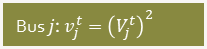 Bus j: v_j^t = (V_j^t)^2